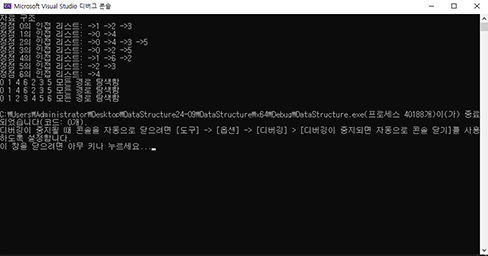 Microsoft Visual Studio 디버그 콘솔
자료 구조
정점 0의 인접 리스트: ->1 ->2 ->3
정점 1의 인접 리스트: ->0 ->4
정점 2의 인접 리스트: ->0 ->4 ->3 ->5
정점 3의 인접 리스트: ->0 ->2 ->5
정점 4의 인접 리스트: ->1 ->6 ->2
정점 5의 인접 리스트: ->2 ->3
정점 6의 인접 리스트: ->4
0 1 4 6 2 3 5 모든 경로 탐색함
0 1 4 6 2 3 5 모든 경로 탐색함
0 1 2 3 4 5 6 모든 경로 탐색함
C:₩Users₩Administrator₩Desktop₩DataStructure24-09₩DataStructure₩x64₩Debug₩DataStructure.exe(프로세스 40188개)이(가) 종료
되었습니다(코드: 0개).
디버깅이 중지될 때 콘솔을 자동으로 닫으려면 [도구] -> [옵션] -> [디버깅] > [디버깅이 중지되면 자동으로 콘솔 닫기]를 사용
하도록 설정합니다.
이 창을 닫으려면 아무 키나 누르세요...